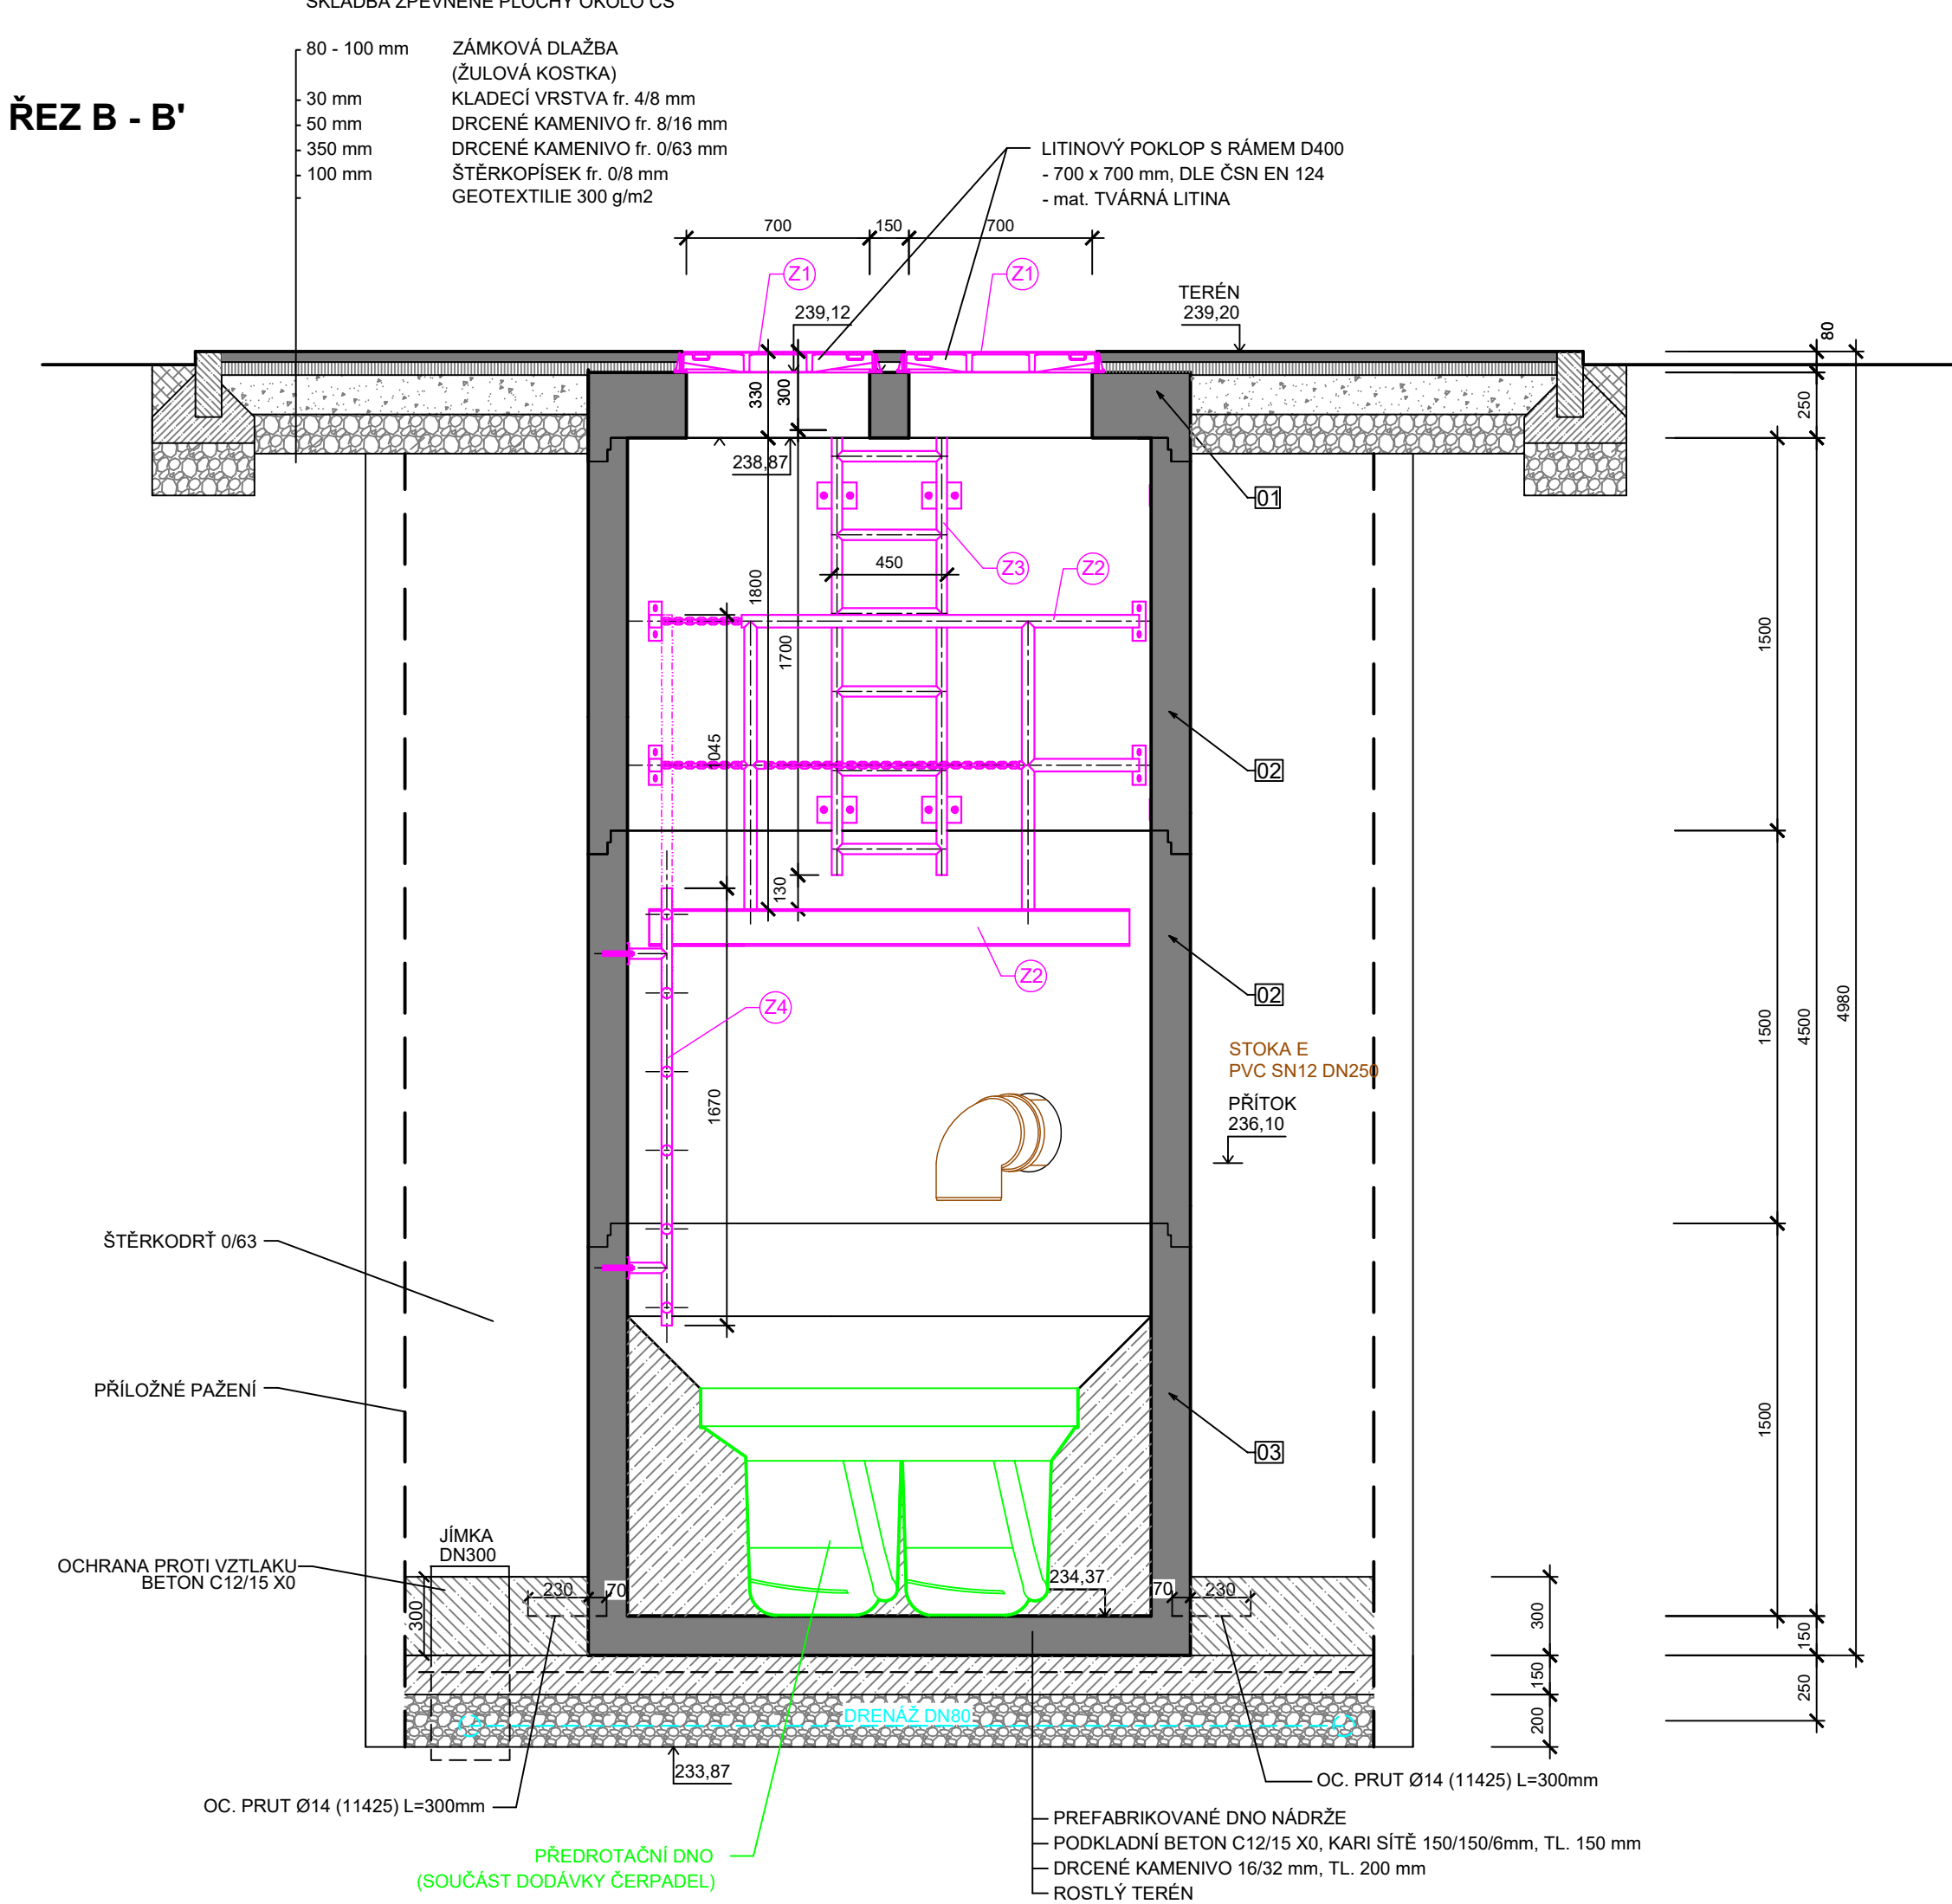 SKLADBA ZPEVNĚNÉ PLOCHY OKOLO ČS
80 - 100 mm ZÁMKOVÁ DLAŽBA
(ŽULOVÁ KOSTKA)
30 mm KLADECÍ VRSTVA fr. 4/8 mm
50 mm DRCENÉ KAMENIVO fr. 8/16 mm
350 mm DRCENÉ KAMENIVO fr. 0/63 mm
100 mm ŠTĚRKOPÍSEK fr. 0/8 mm
GEOTEXTILIE 300 g/m2
ŘEZ B - B'
LITINOVÝ POKLOP S RÁMEM D400
- 700 x 700 mm, DLE ČSN EN 124
- mat. TVÁRNÁ LITINA
700
150
700
Z1
Z1
239,12
TERÉN
239,20
80
330
300
250
238,87
01
450
Z3
Z2
1800
1700
1500
1045
02
130
Z2
02
Z4
1500
4500
4980
STOKA E
PVC SN12 DN250
PŘÍTOK
236,10
1670
ŠTĚRKODRŤ 0/63
PŘÍLOŽNÉ PAŽENÍ
1500
03
JÍMKA
DN300
OCHRANA PROTI VZTLAKU
BETON C12/15 X0
300
230
70
234,37
70
230
300
150
150
250
200
DRENÁŽ DN80
233,87
OC. PRUT Ø14 (11425) L=300mm
OC. PRUT Ø14 (11425) L=300mm
PŘEDROTAČNÍ DNO
(SOUČÁST DODÁVKY ČERPADEL)
PREFABRIKOVANÉ DNO NÁDRŽE
PODKLADNÍ BETON C12/15 X0, KARI SÍTĚ 150/150/6mm, TL. 150 mm
DRCENÉ KAMENIVO 16/32 mm, TL. 200 mm
ROSTLÝ TERÉN